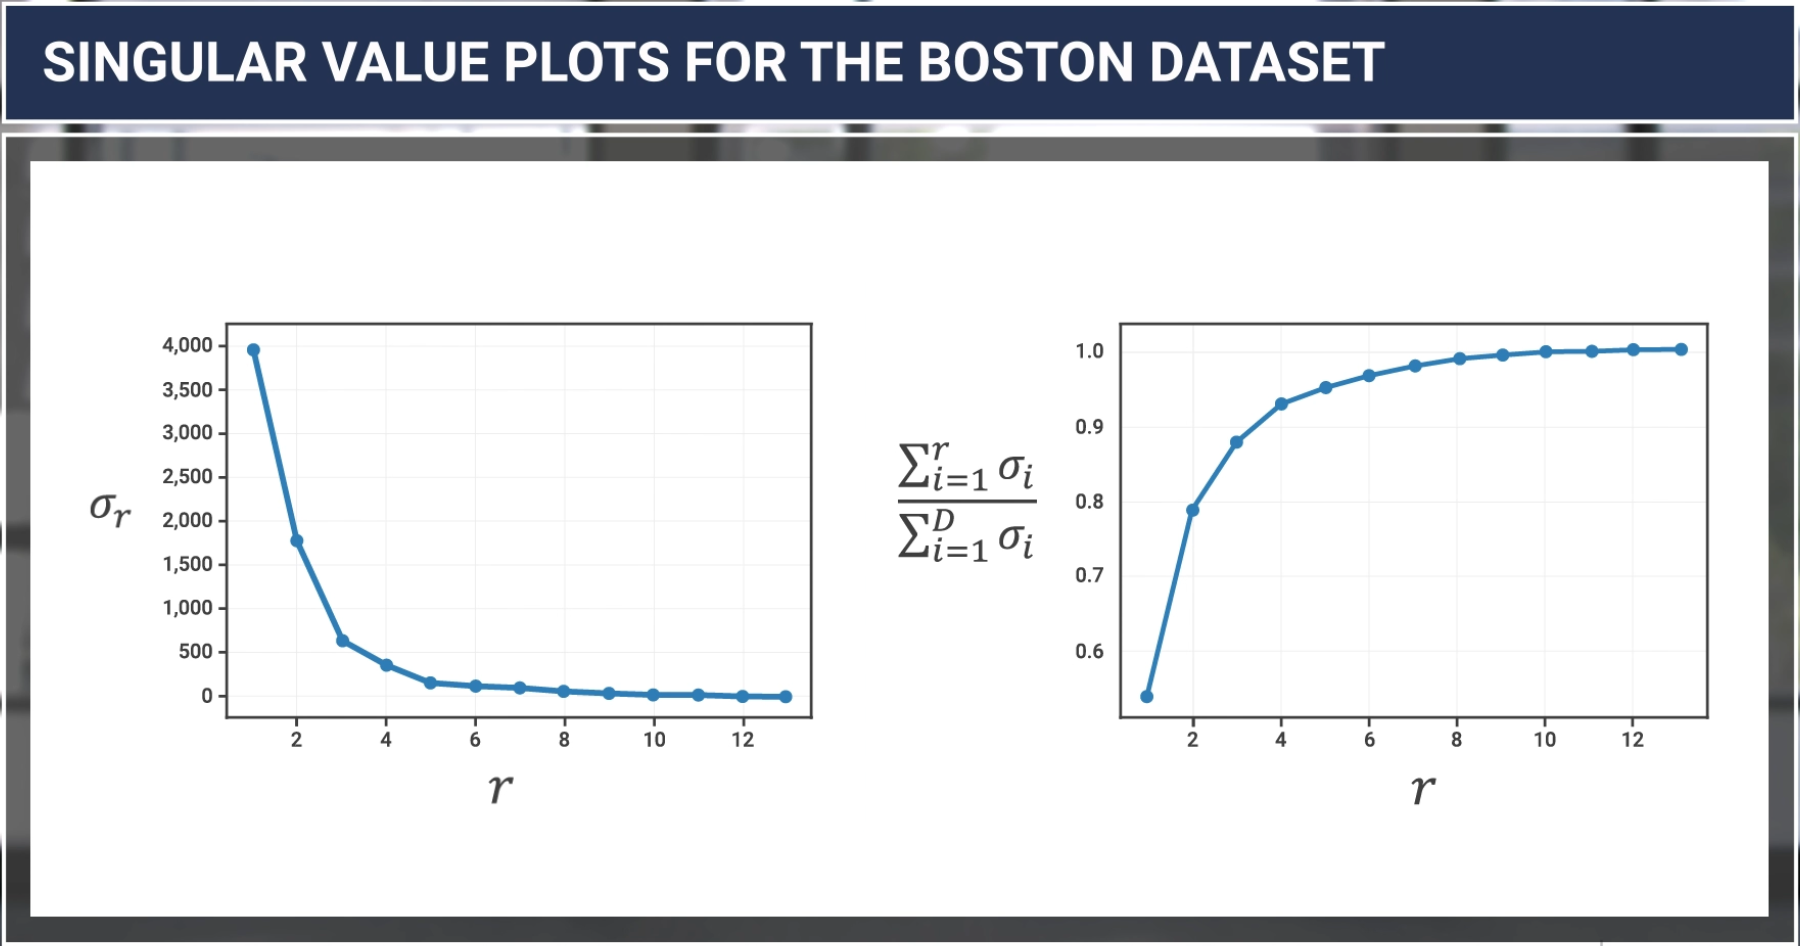 SINGULAR VALUE PLOTS FOR THE BOSTON DATASET
4,000
3,500
3,000
2,500
2,000
1,500
1,000
500
0
σᵣ
2 4 6 8 10 12
r
1.0
0.9
0.8
0.7
0.6
∑ʳᵢ₌₁ σᵢ
∑ᴰᵢ₌₁ σᵢ
2 4 6 8 10 12
r